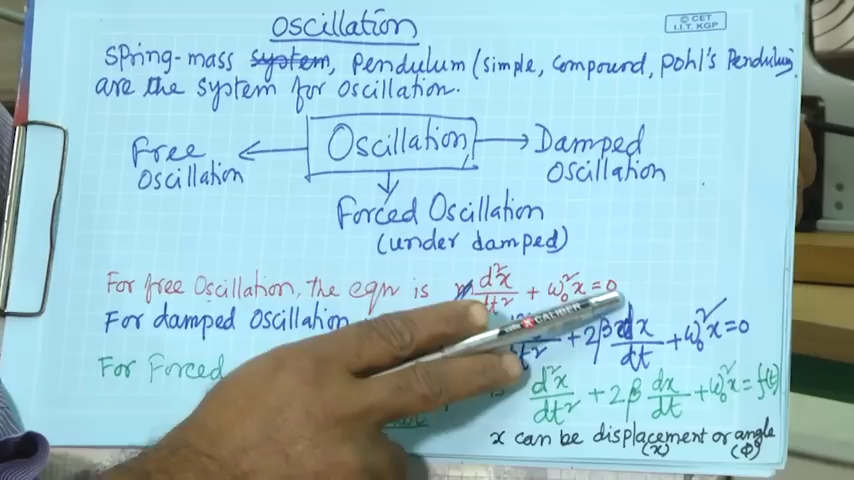 Oscillation
© CET
I.I.T. KGP
Spring-mass system, Pendulum (Simple, Compound, Pohl's Pendulum)
are the system for Oscillation.
Free Oscillation
Oscillation
Damped Oscillation
Forced Oscillation
(under damped)
For free Oscillation, the eqn is d²x/dt² + ω₀²x = 0
For damped Oscillation + 2β dx/dt + ω₀²x = 0
For Forced is d²x/dt² + 2β dx/dt + ω₀²x = f(t)
x can be displacement or angle
(x) (Φ)
CALIBER